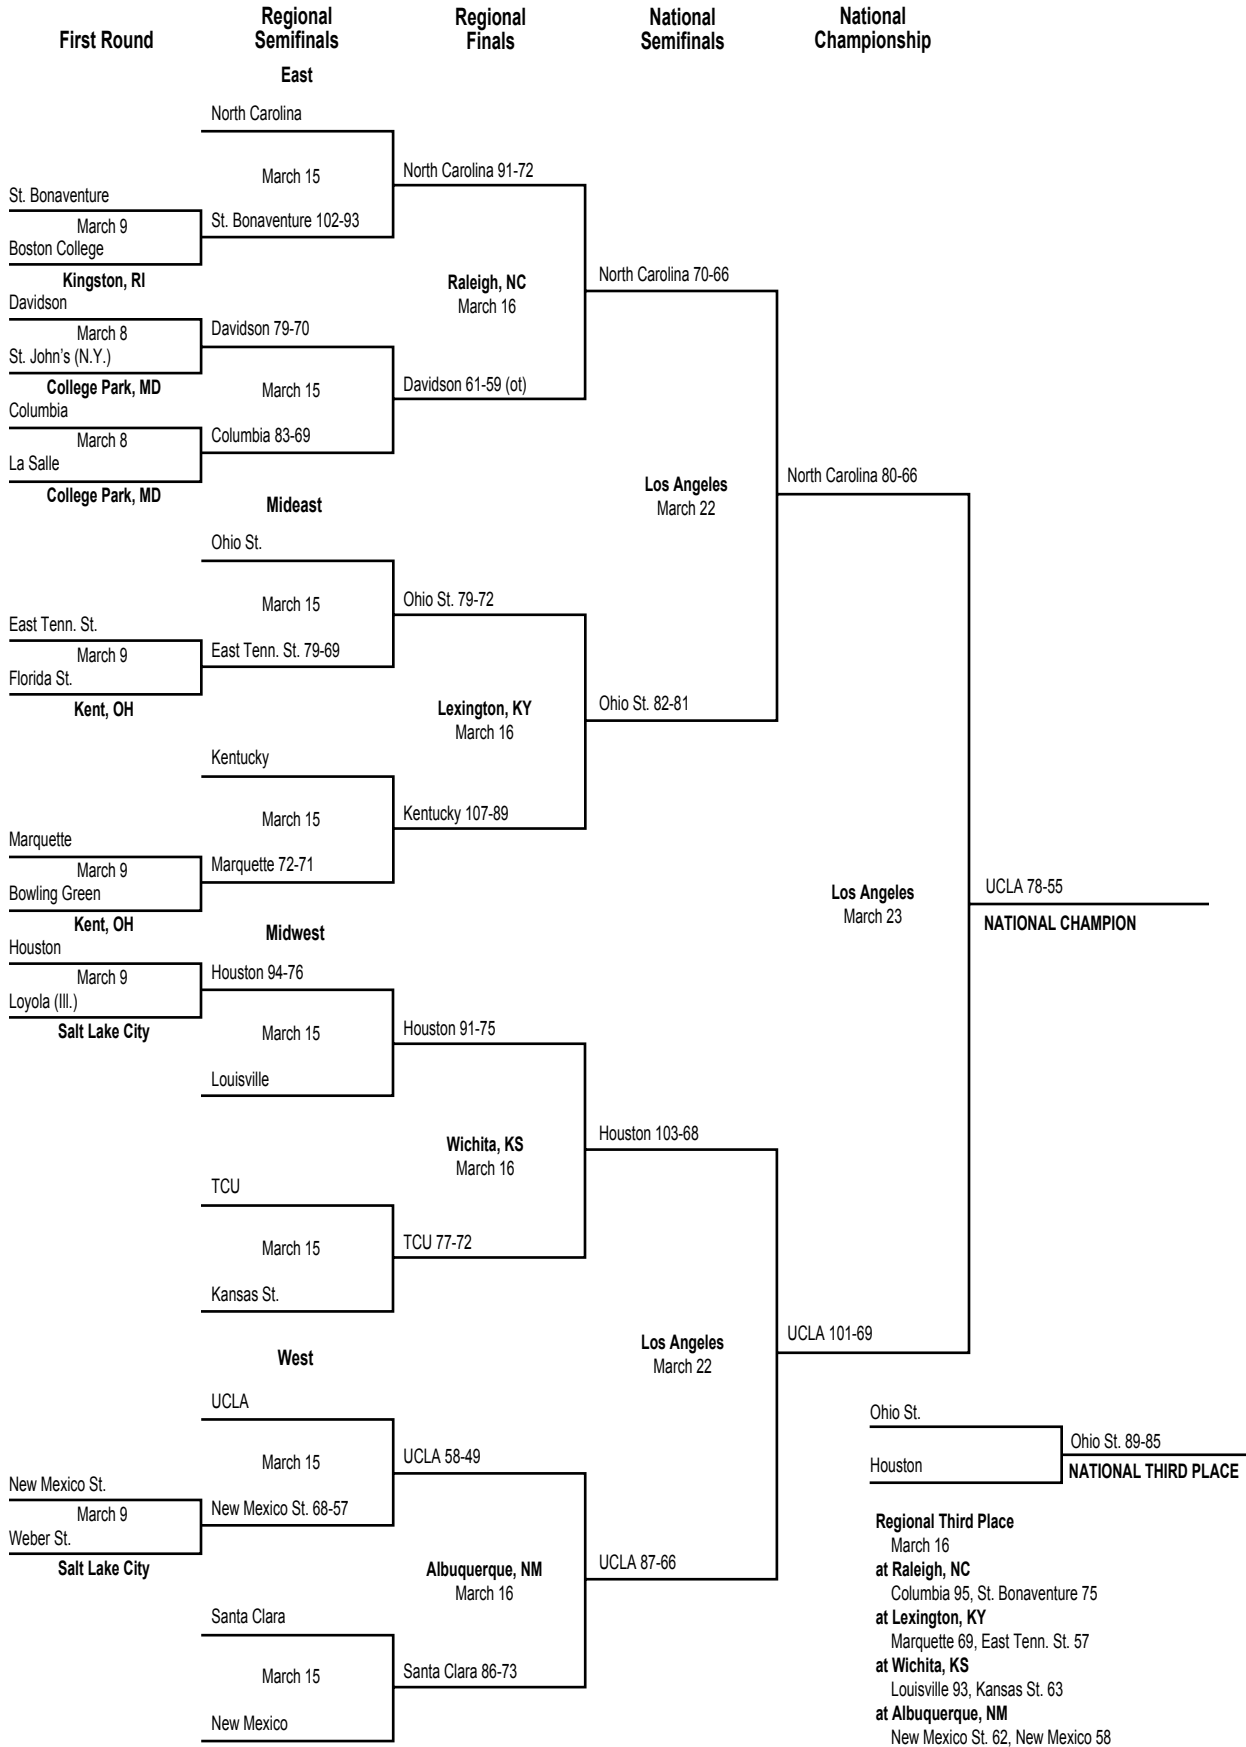 First Round
Regional
Semifinals
Regional
Finals
National
Semifinals
National
Championship
East
North Carolina
March 15
North Carolina 91-72
St. Bonaventure
March 9
St. Bonaventure 102-93
Boston College
Kingston, RI
Raleigh, NC
March 16
North Carolina 70-66
Davidson
March 8
Davidson 79-70
St. John's (N.Y.)
College Park, MD
March 15
Davidson 61-59 (ot)
Columbia
March 8
Columbia 83-69
La Salle
College Park, MD
Los Angeles
March 22
North Carolina 80-66
Mideast
Ohio St.
March 15
Ohio St. 79-72
East Tenn. St.
March 9
East Tenn. St. 79-69
Florida St.
Kent, OH
Lexington, KY
March 16
Ohio St. 82-81
Kentucky
March 15
Kentucky 107-89
Marquette
March 9
Marquette 72-71
Bowling Green
Kent, OH
Los Angeles
March 23
UCLA 78-55
NATIONAL CHAMPION
Midwest
Houston
March 9
Houston 94-76
Loyola (Ill.)
Salt Lake City
March 15
Houston 91-75
Louisville
Wichita, KS
March 16
Houston 103-68
TCU
March 15
TCU 77-72
Kansas St.
Los Angeles
March 22
UCLA 101-69
West
UCLA
March 15
UCLA 58-49
New Mexico St.
March 9
New Mexico St. 68-57
Weber St.
Salt Lake City
Albuquerque, NM
March 16
UCLA 87-66
Santa Clara
March 15
Santa Clara 86-73
New Mexico
Ohio St.
Ohio St. 89-85
Houston
NATIONAL THIRD PLACE
Regional Third Place
March 16
at Raleigh, NC
Columbia 95, St. Bonaventure 75
at Lexington, KY
Marquette 69, East Tenn. St. 57
at Wichita, KS
Louisville 93, Kansas St. 63
at Albuquerque, NM
New Mexico St. 62, New Mexico 58